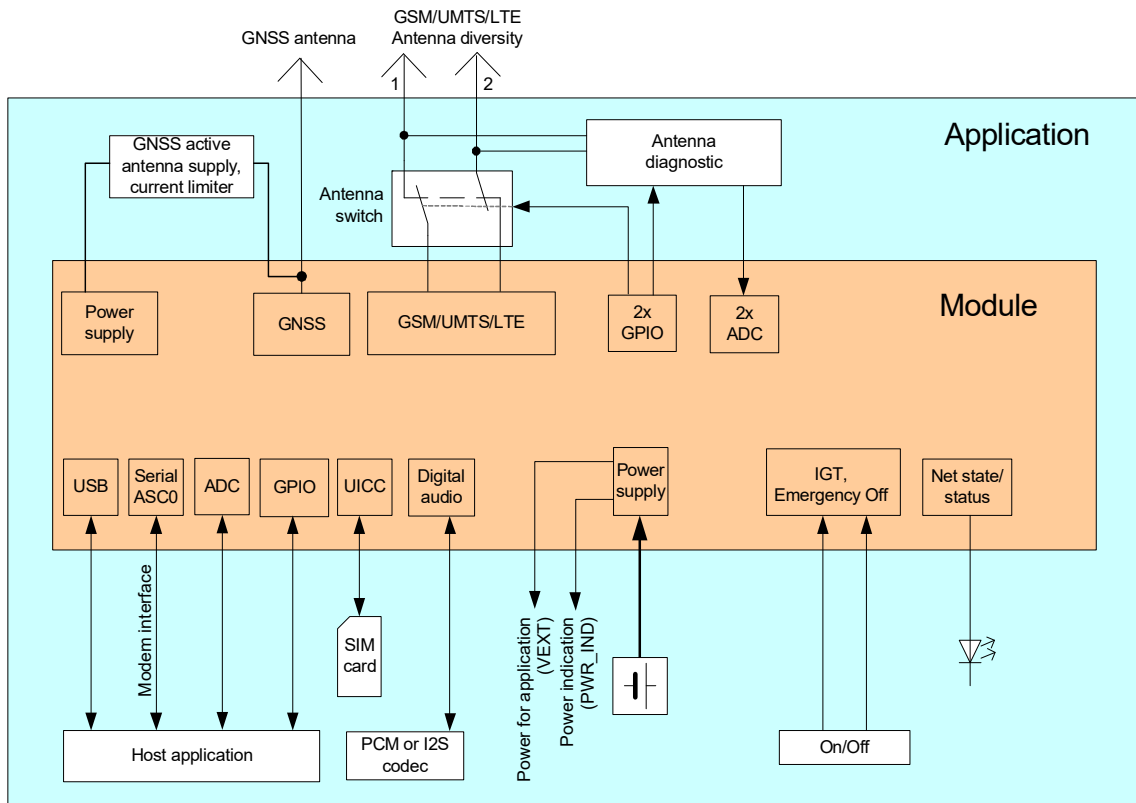 GNSS antenna
GSM/UMTS/LTE
Antenna diversity
1
2
Application
GNSS active
antenna supply,
current limiter
Antenna
diagnostic
Antenna
switch
Module
Power
supply
GNSS
GSM/UMTS/LTE
2x
GPIO
2x
ADC
USB
Serial
ASC0
ADC
GPIO
UICC
Digital
audio
Power
supply
IGT,
Emergency Off
Net state/
status
Modem interface
SIM
card
Power for application
(VEXT)
Power indication
(PWR_IND)
Host application
PCM or I2S
codec
On/Off